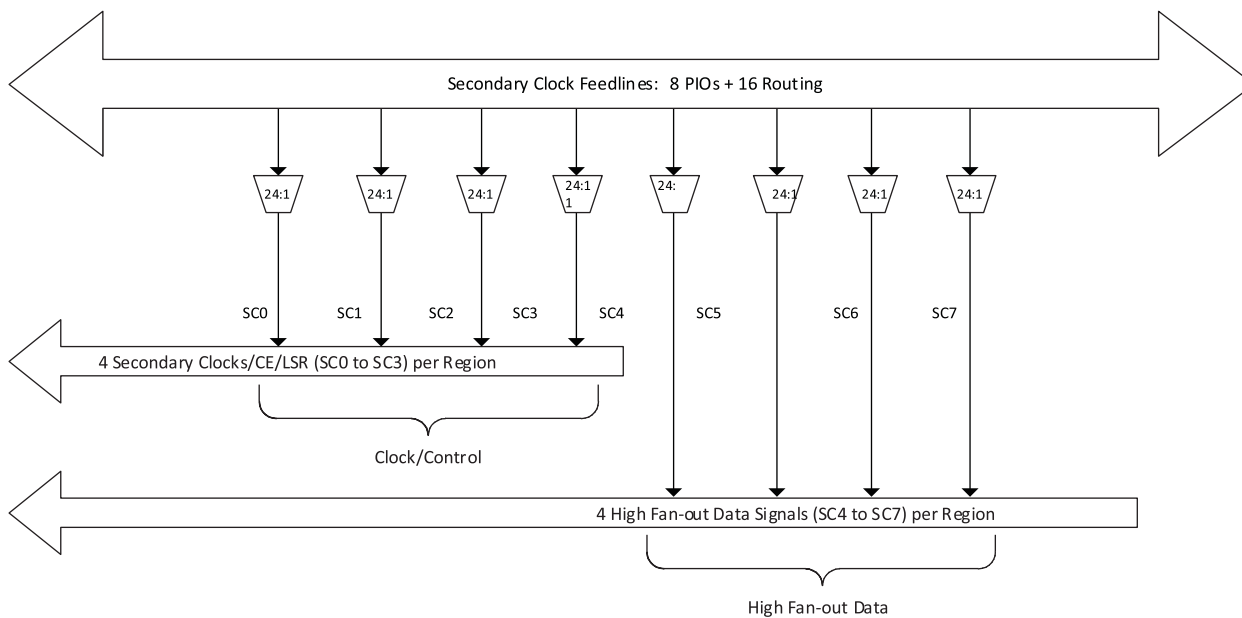 Secondary Clock Feedlines: 8 PIOs + 16 Routing
24:1
24:1
24:1
24:1
1
24:
24:1
24:1
24:1
SC0
SC1
SC2
SC3
SC4
SC5
SC6
SC7
4 Secondary Clocks/CE/LSR (SC0 to SC3) per Region
Clock/Control
4 High Fan-out Data Signals (SC4 to SC7) per Region
High Fan-out Data